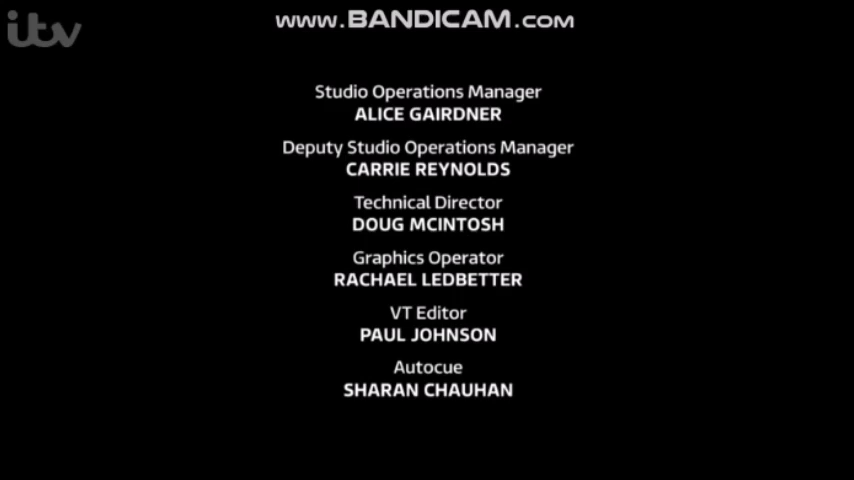 itv
www.BANDICAM.com
Studio Operations Manager
ALICE GAIRDNER
Deputy Studio Operations Manager
CARRIE REYNOLDS
Technical Director
DOUG MCINTOSH
Graphics Operator
RACHAEL LEDBETTER
VT Editor
PAUL JOHNSON
Autocue
SHARAN CHAUHAN